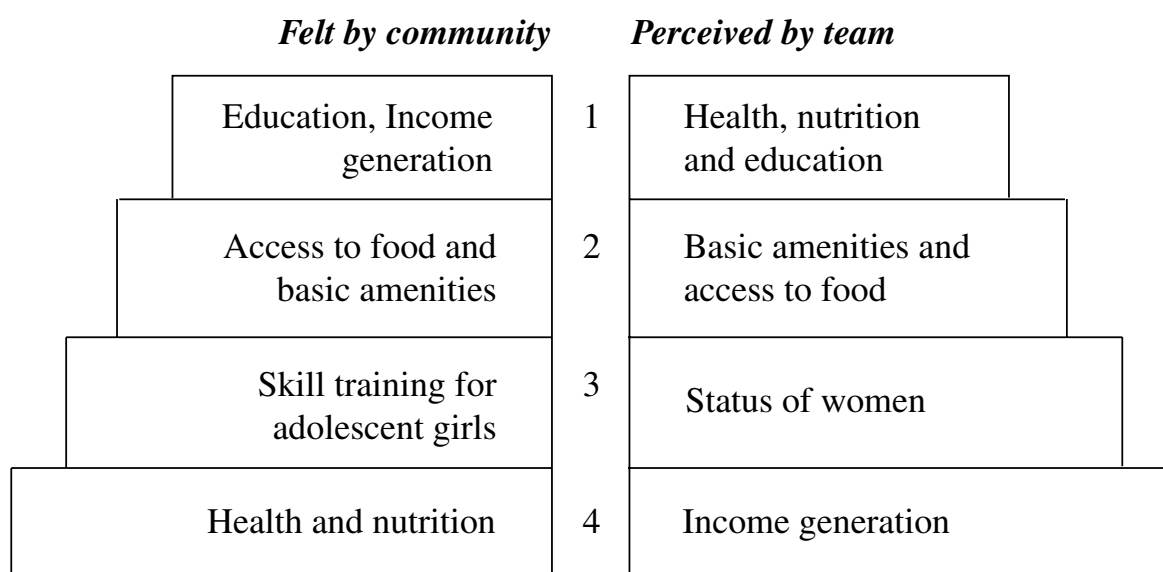 Felt by community
Perceived by team
Education, Income
generation
1
Health, nutrition
and education
Access to food and
basic amenities
2
Basic amenities and
access to food
Skill training for
adolescent girls
3
Status of women
Health and nutrition
4
Income generation